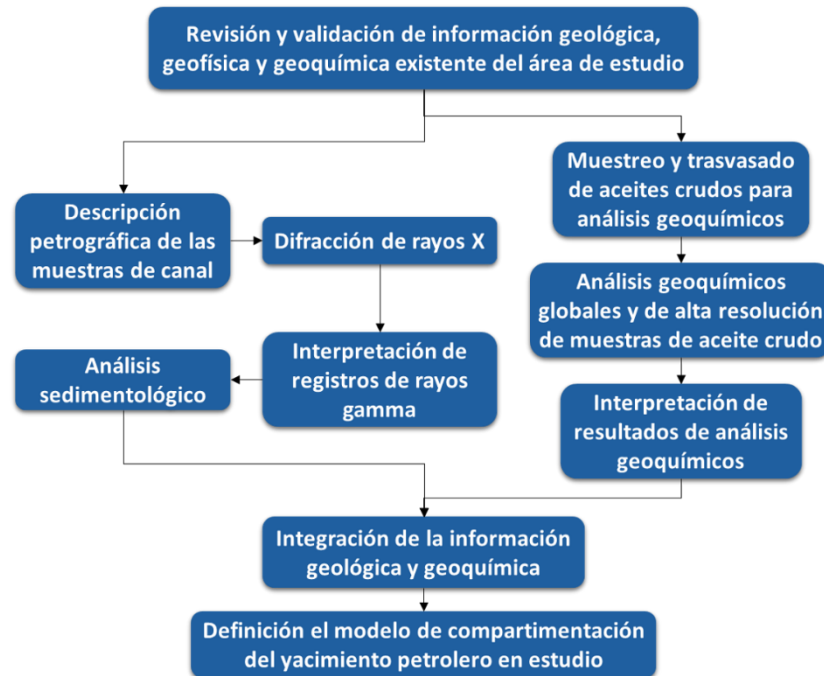 Revisión y validación de información geológica,
geofísica y geoquímica existente del área de estudio
Descripción
petrográfica de las
muestras de canal
Difracción de rayos X
Interpretación de
registros de rayos
gamma
Análisis
sedimentológico
Muestreo y trasvasado
de aceites crudos para
análisis geoquímicos
Análisis geoquímicos
globales y de alta resolución
de muestras de aceite crudo
Interpretación de
resultados de análisis
geoquímicos
Integración de la información
geológica y geoquímica
Definición el modelo de compartimentación
del yacimiento petrolero en estudio